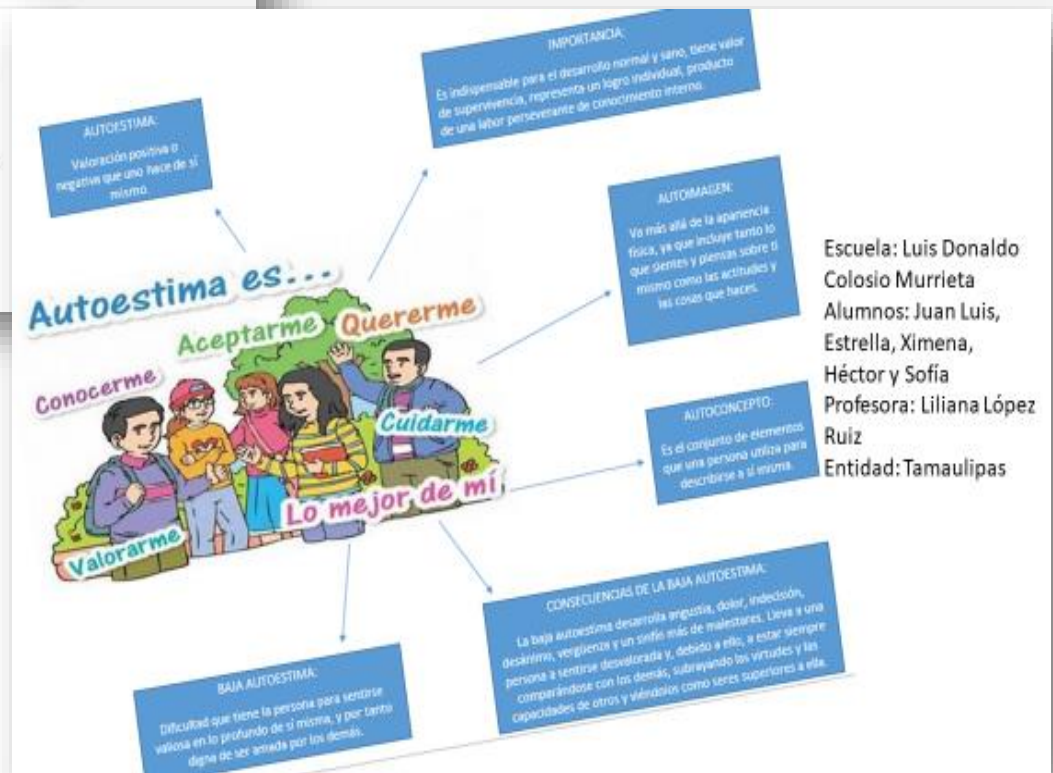 IMPORTANCIA:
Es indispensable para el desarrollo normal y sano, tiene valor
de supervivencia, representa un logro individual, producto
de una labor perseverante de conocimiento interno.
AUTOESTIMA:
Valoración positiva o
negativa que uno hace de sí
mismo.
AUTOIMAGEN:
Va más allá de la apariencia
física, ya que incluye tanto lo
que sientes y piensas sobre ti
mismo como las actitudes y
las cosas que haces.
Autoestima es...
Aceptarme Quererme
Conocerme
Cuidarme
Lo mejor de mí
Valorarme
AUTOCONCEPTO:
Es el conjunto de elementos
que una persona utiliza para
describirse a sí misma.
Escuela: Luis Donaldo
Colosio Murrieta
Alumnos: Juan Luis,
Estrella, Ximena,
Héctor y Sofía
Profesora: Liliana López
Ruiz
Entidad: Tamaulipas
CONSECUENCIAS DE LA BAJA AUTOESTIMA:
La baja autoestima desarrolla angustia, dolor, indecisión,
desánimo, vergüenza y un sinfín más de malestares. Lleva a una
persona a sentirse desvalorada y, debido a ello, a estar siempre
comparándose con los demás, subrayando las virtudes y las
capacidades de otros y viéndolos como seres superiores a ella.
BAJA AUTOESTIMA:
Dificultad que tiene la persona para sentirse
valiosa en lo profundo de sí misma, y por tanto
digna de ser amada por los demás.